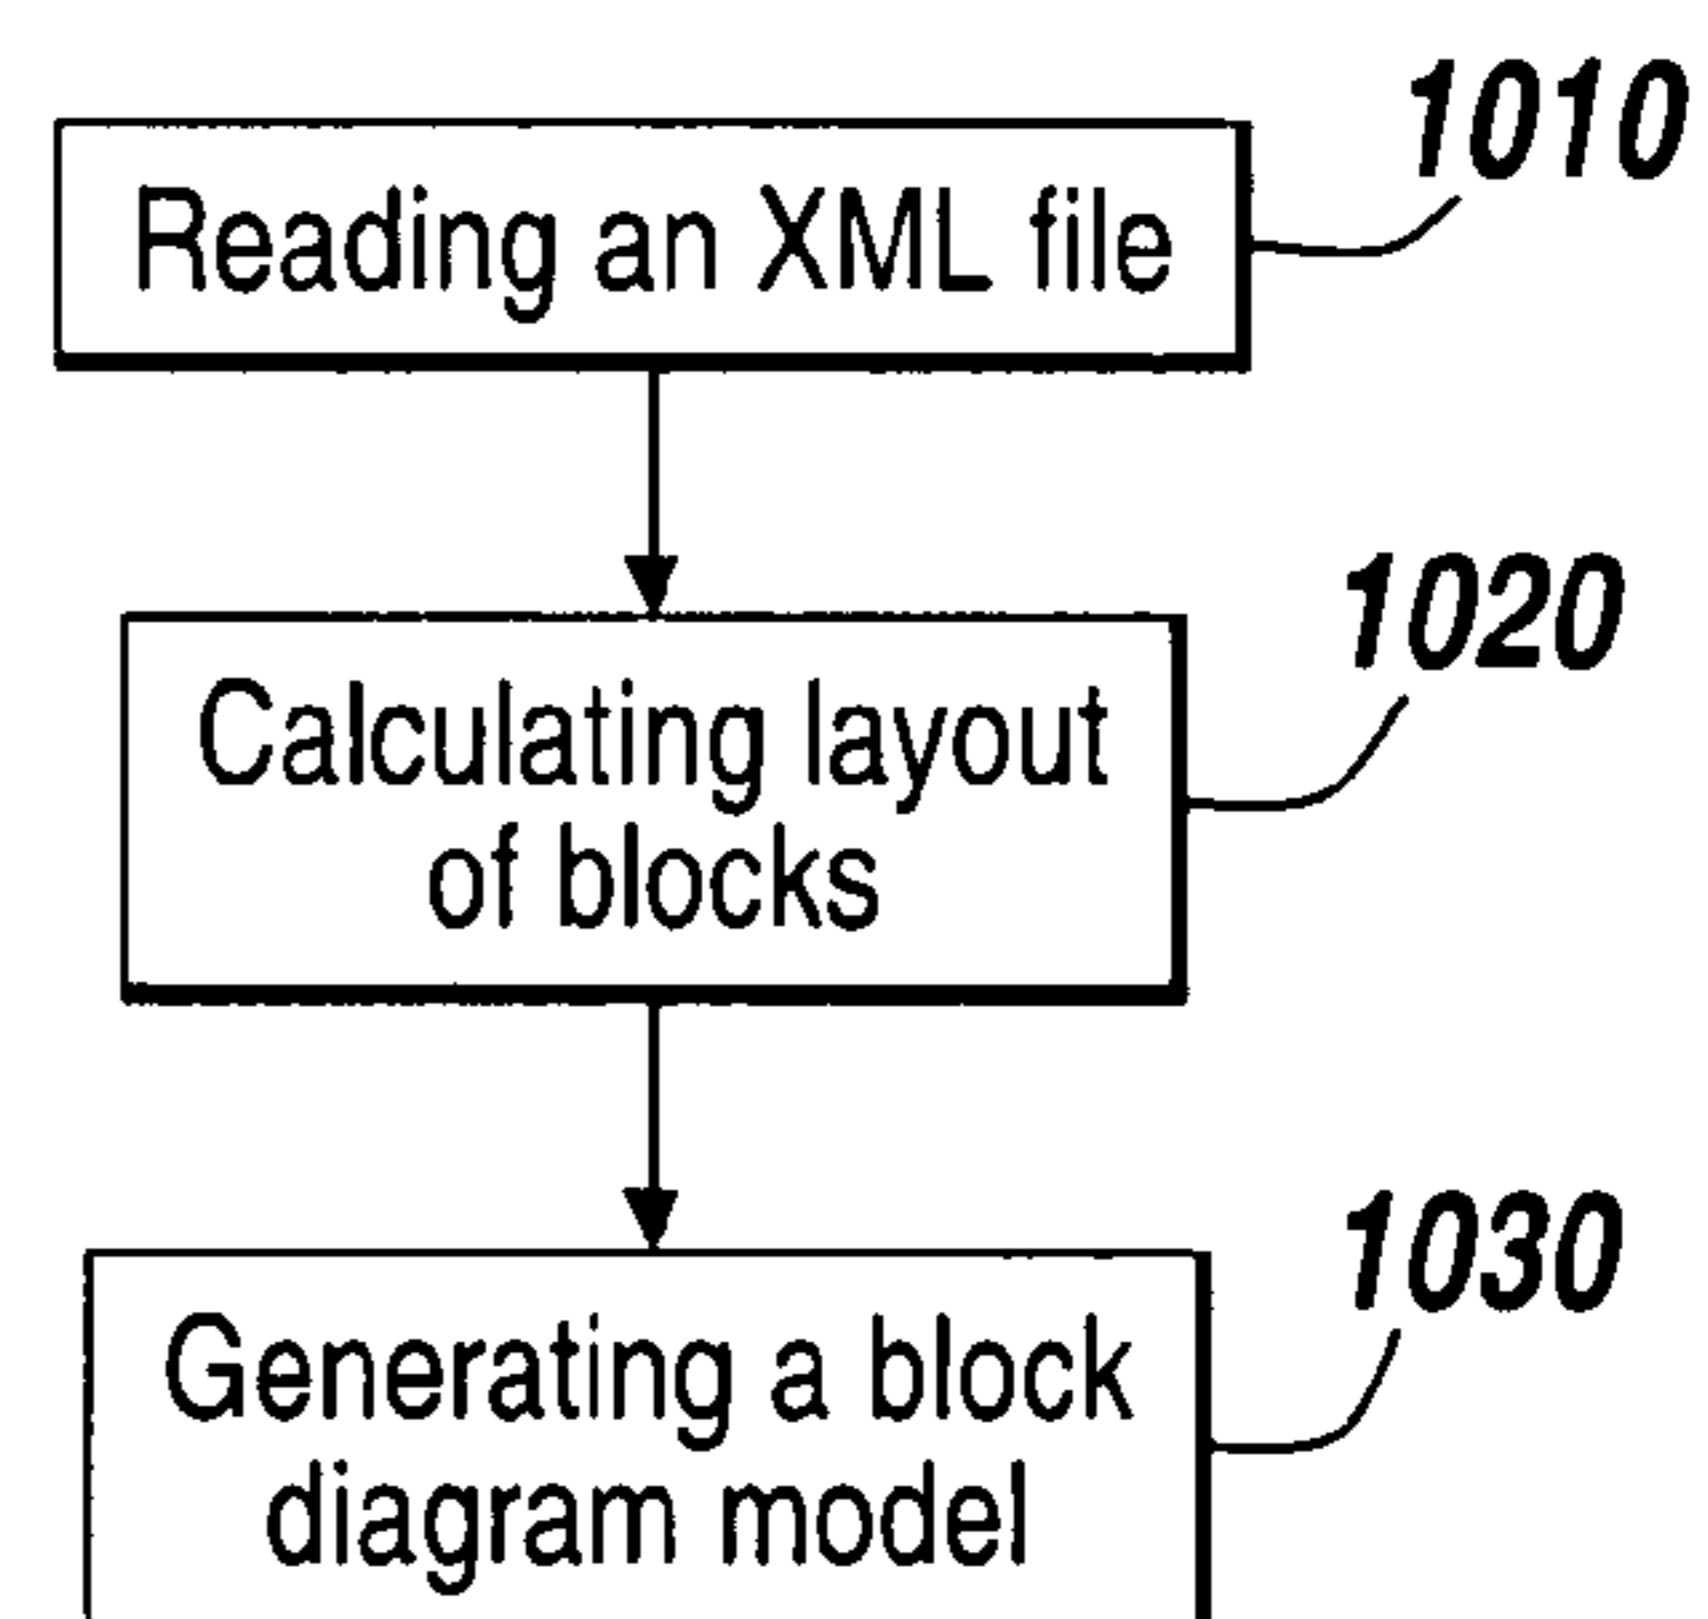 1010
Reading an XML file
1020
Calculating layout
of blocks
1030
Generating a block
diagram model